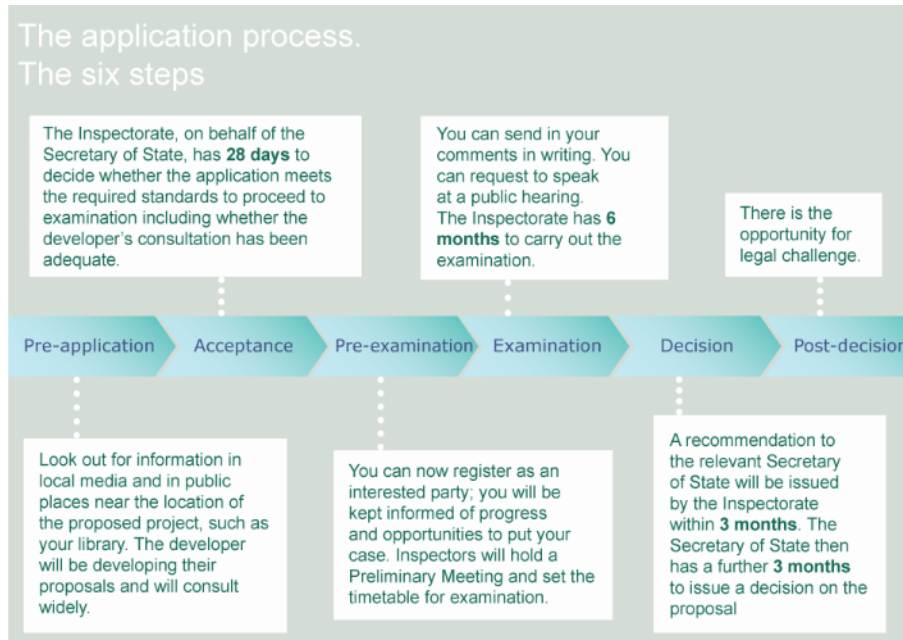 The application process.
The six steps
The Inspectorate, on behalf of the
Secretary of State, has 28 days to
decide whether the application meets
the required standards to proceed to
examination including whether the
developer's consultation has been
adequate.
You can send in your
comments in writing. You
can request to speak
at a public hearing.
The Inspectorate has 6
months to carry out the
examination.
There is the
opportunity for
legal challenge.
Pre-application
Acceptance
Pre-examination
Examination
Decision
Post-decision
Look out for information in
local media and in public
places near the location of
the proposed project, such as
your library. The developer
will be developing their
proposals and will consult
widely.
You can now register as an
interested party; you will be
kept informed of progress
and opportunities to put your
case. Inspectors will hold a
Preliminary Meeting and set the
timetable for examination.
A recommendation to
the relevant Secretary
of State will be issued
by the Inspectorate
within 3 months. The
Secretary of State then
has a further 3 months
to issue a decision on the
proposal